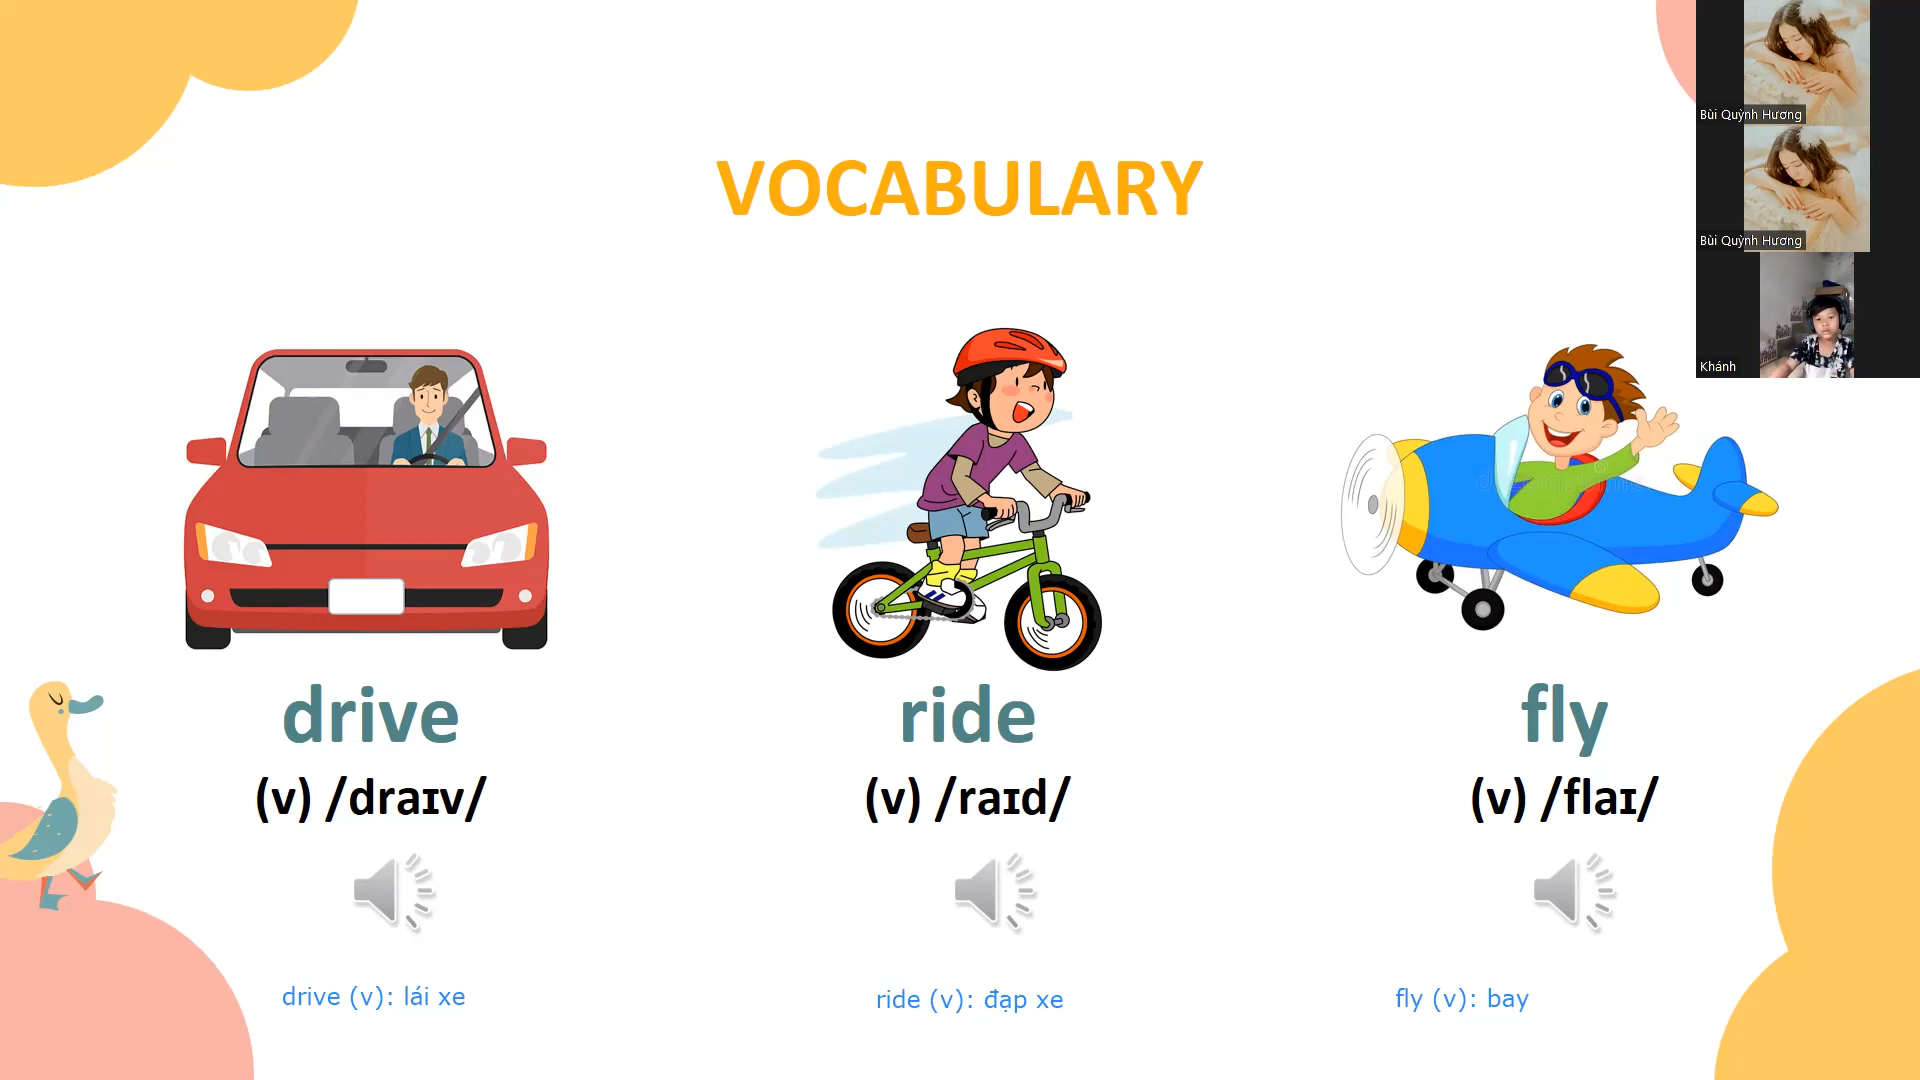 VOCABULARY
Bùi Quỳnh Hương
Bùi Quỳnh Hương
Khánh
drive
ride
fly
(v) /draɪv/
(v) /raɪd/
(v) /flaɪ/
drive (v): lái xe
ride (v): đạp xe
fly (v): bay